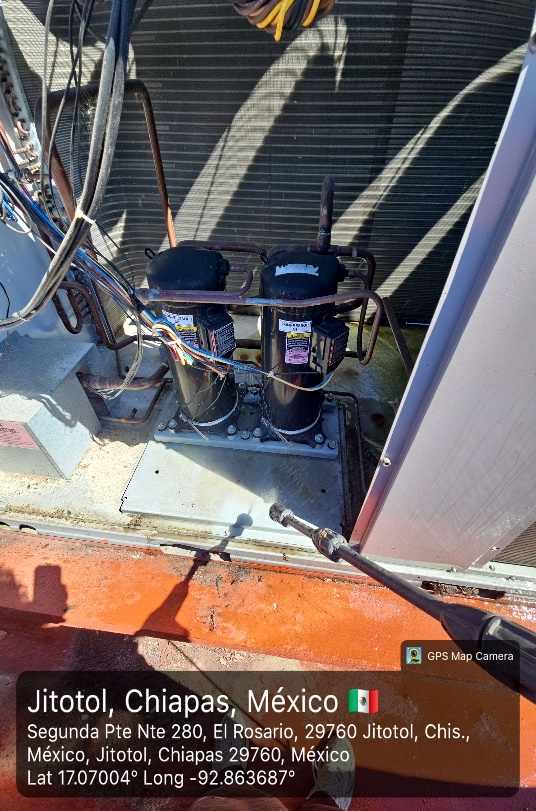 GPS Map Camera
Jitotol, Chiapas, México
Segunda Pte Nte 280, El Rosario, 29760 Jitotol, Chis.,
México, Jitotol, Chiapas 29760, México
Lat 17.07004° Long -92.863687°